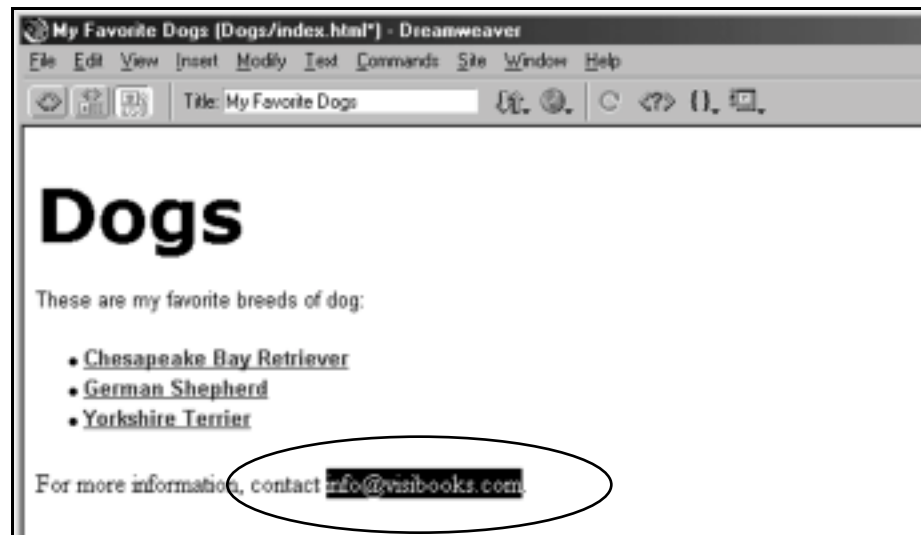 My Favorite Dogs (Dogs/index.html*) - Dreamweaver
File Edit View Insert Modify Text Commands Site Window Help
Title: My Favorite Dogs
Dogs
These are my favorite breeds of dog:
• Chesapeake Bay Retriever
• German Shepherd
• Yorkshire Terrier
For more information, contact info@visibooks.com.